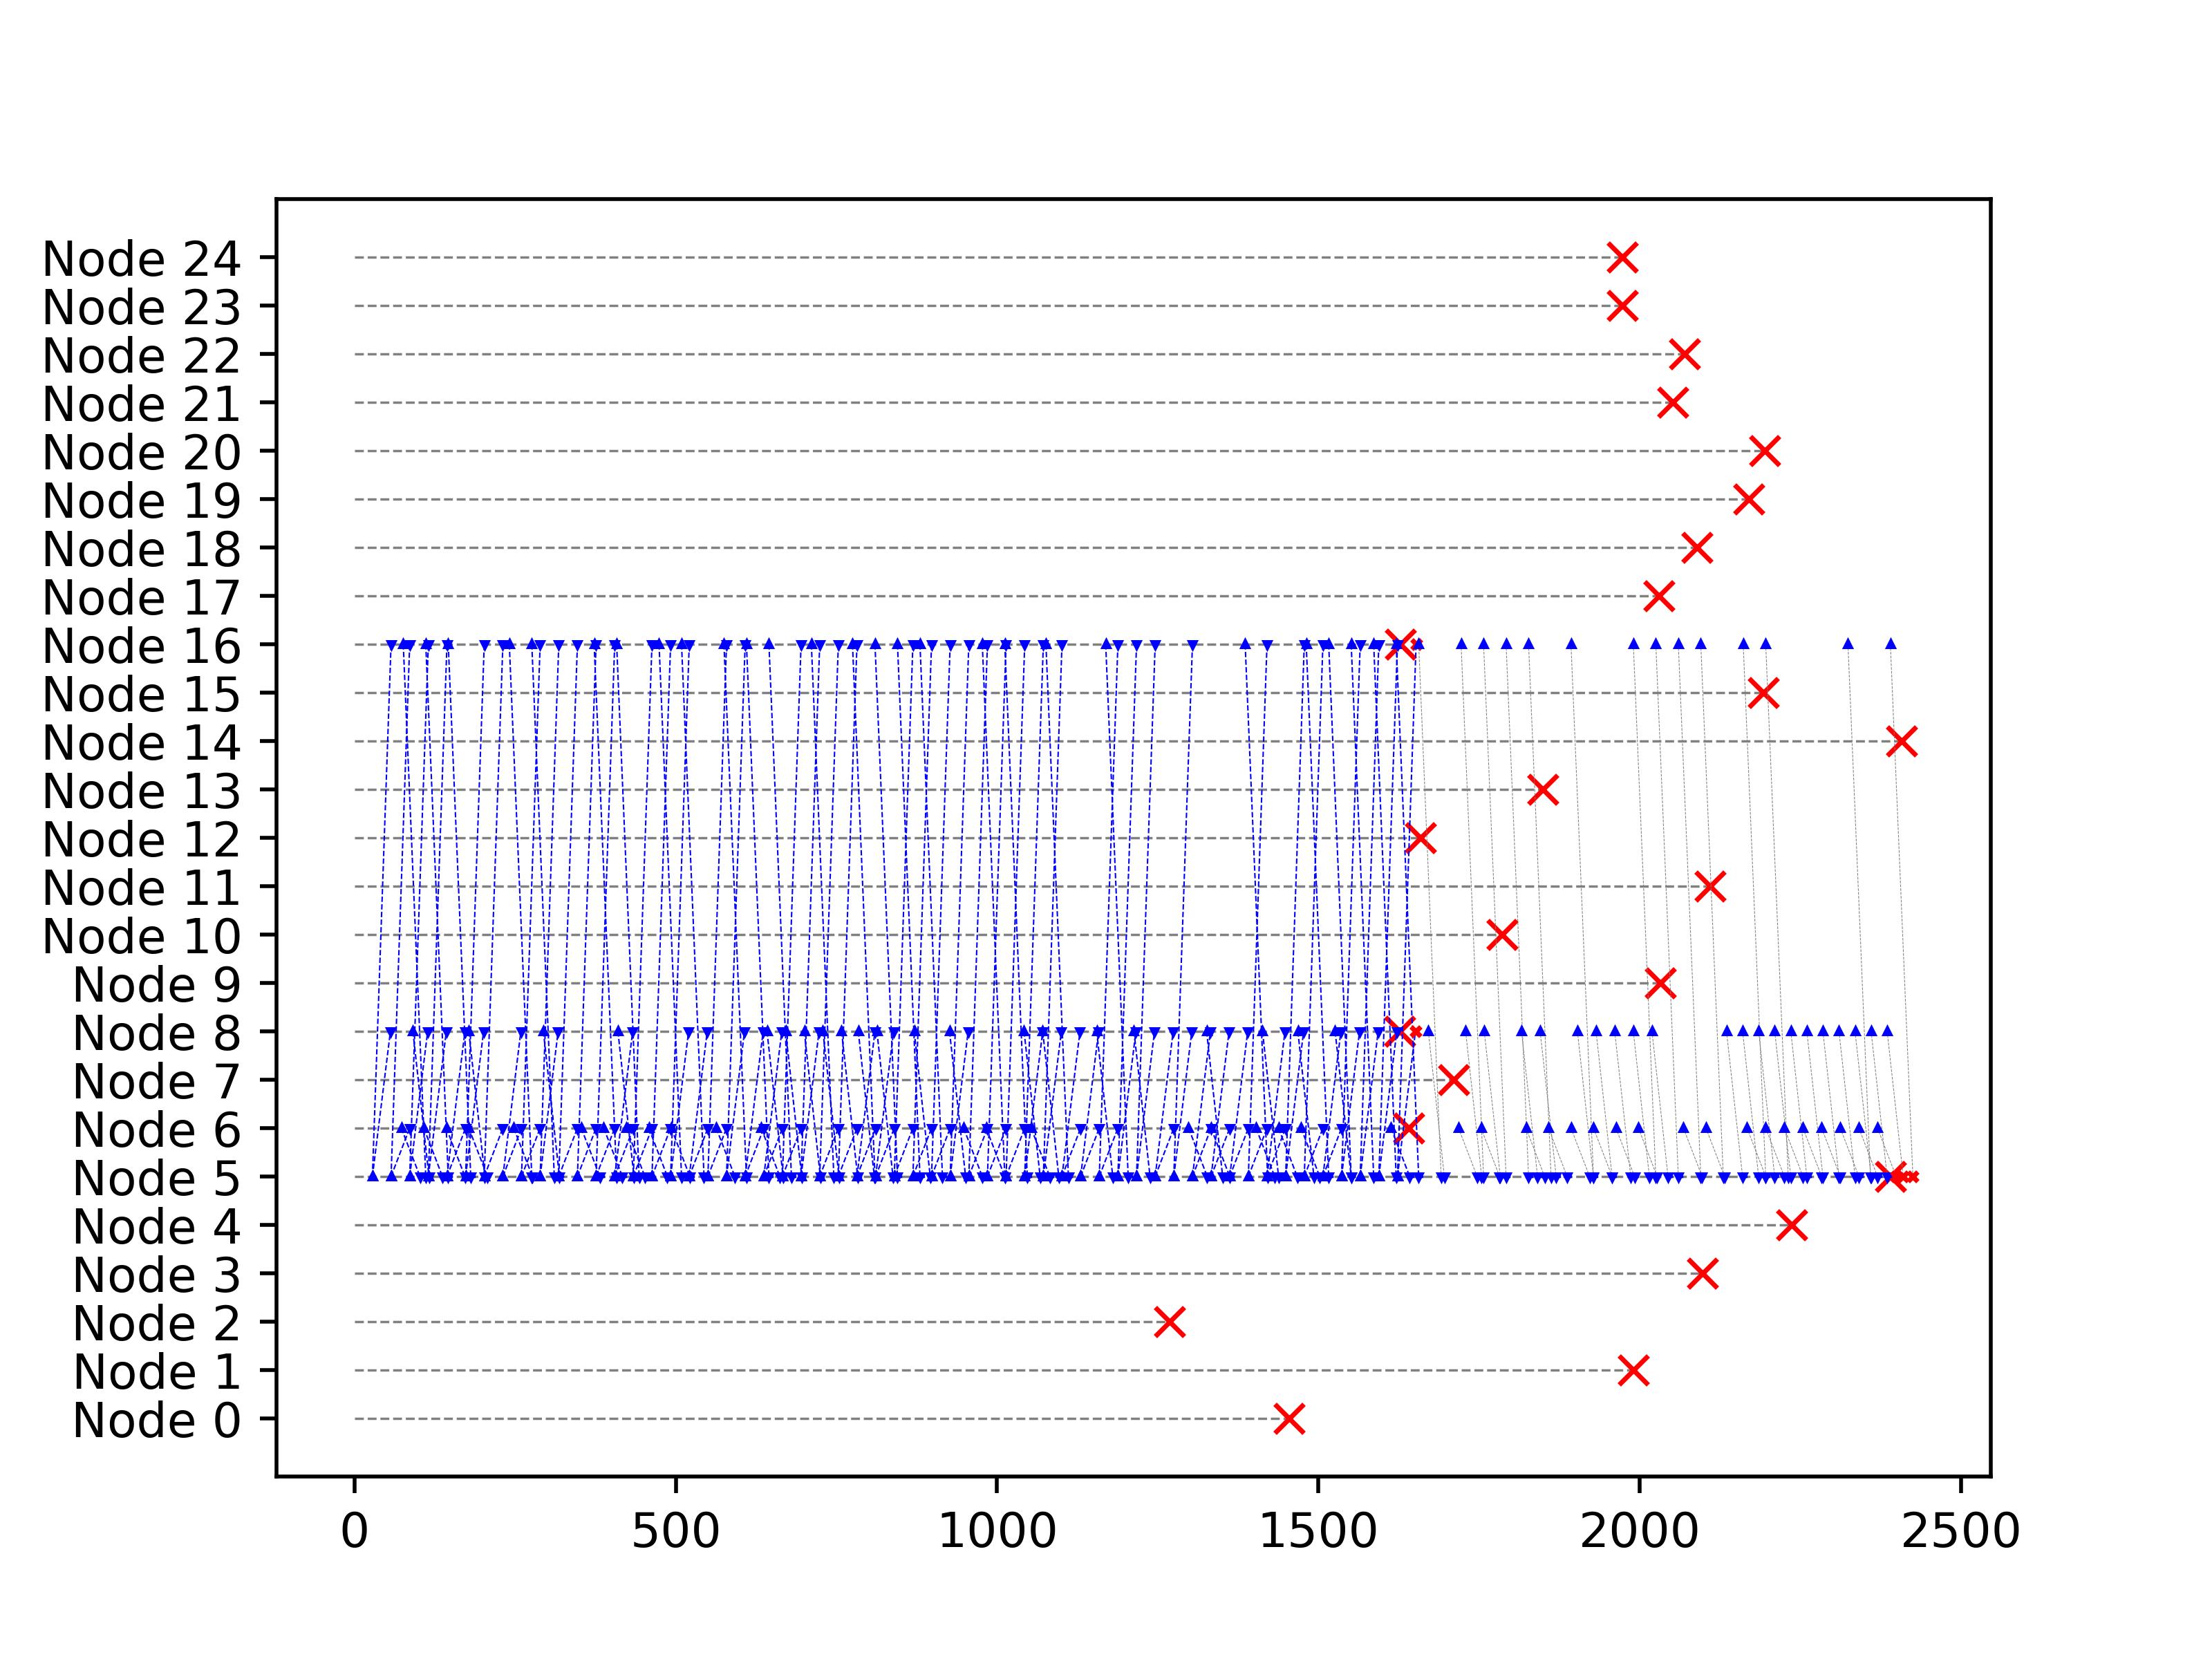 Node 24
Node 23
Node 22
Node 21
Node 20
Node 19
Node 18
Node 17
Node 16
Node 15
Node 14
Node 13
Node 12
Node 11
Node 10
Node 9
Node 8
Node 7
Node 6
Node 5
Node 4
Node 3
Node 2
Node 1
Node 0
0 500 1000 1500 2000 2500